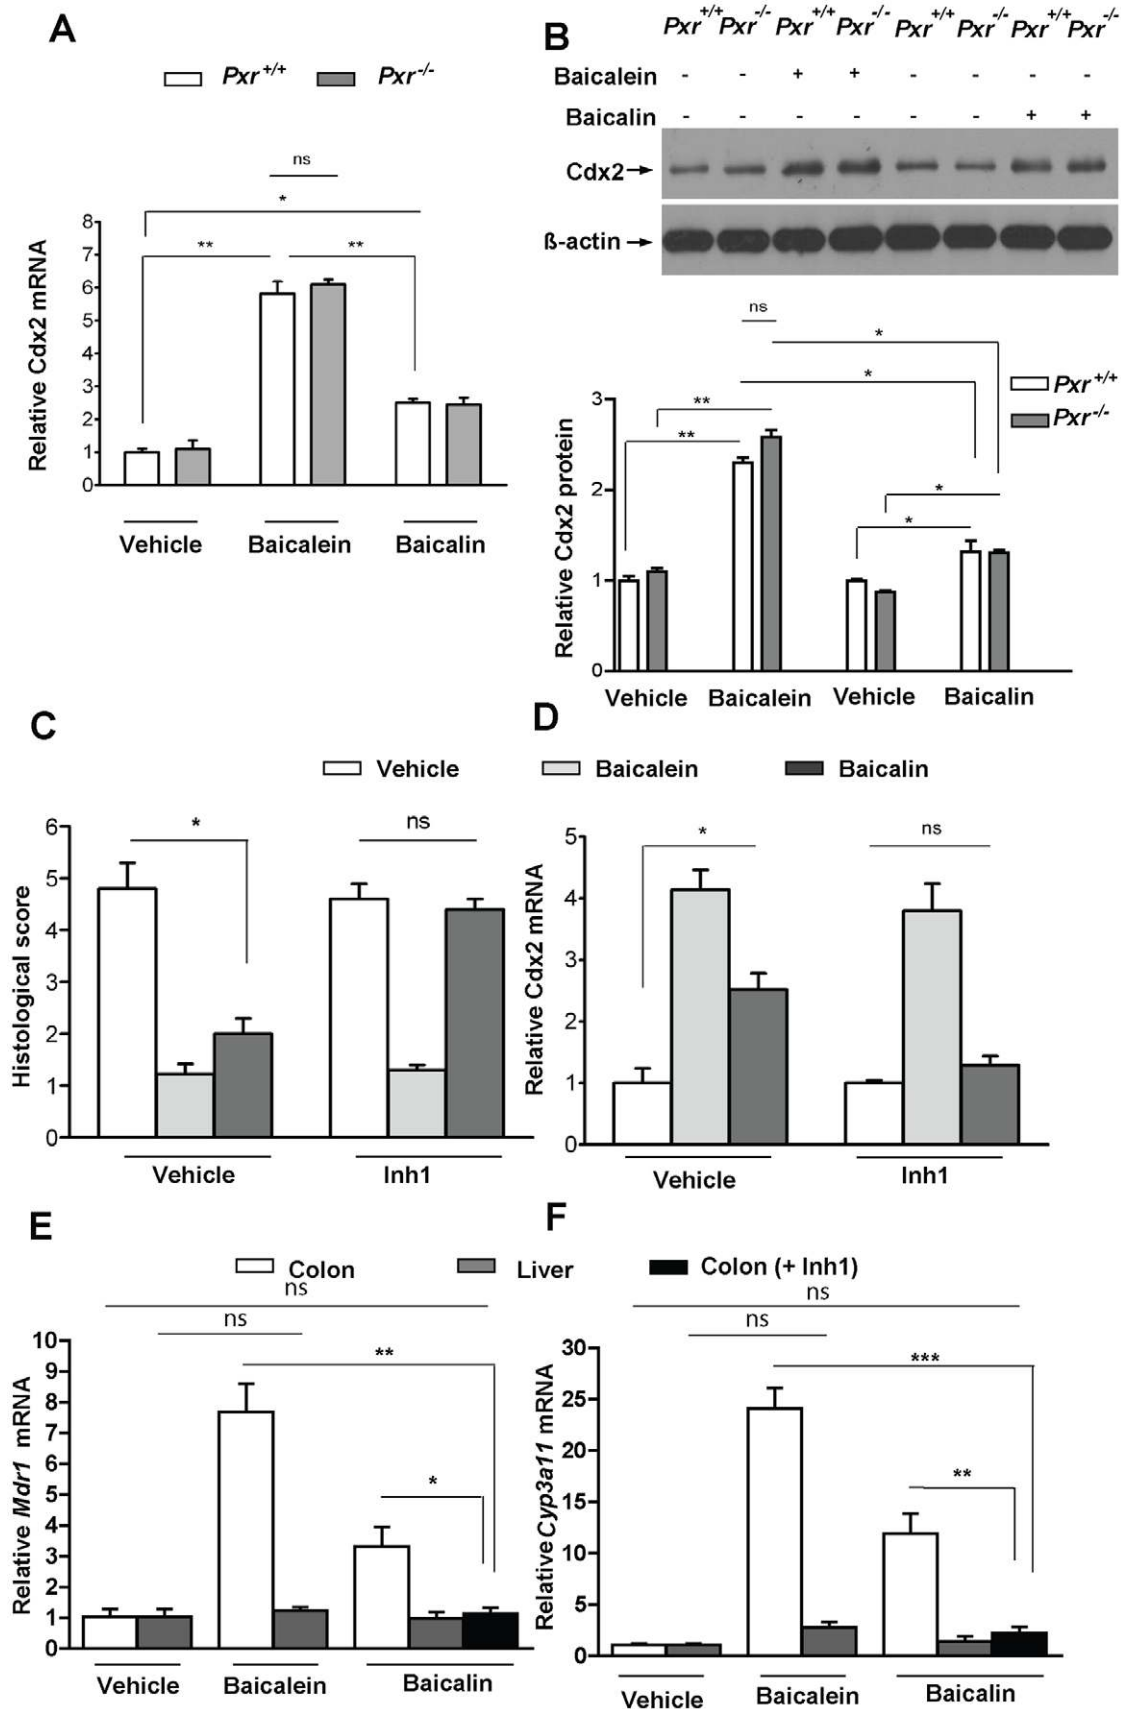 A
Pxr+/+ Pxr-/-
ns
*
** **
Relative Cdx2 mRNA
8
7
6
5
4
3
2
1
0
Vehicle Baicalein Baicalin
B
Pxr+/+ Pxr-/- Pxr+/+ Pxr-/- Pxr+/+ Pxr-/- Pxr+/+ Pxr-/-
Baicalein - - + + - - - -
Baicalin - - - - - - + +
Cdx2
ß-actin
ns
*
*
Pxr+/+
Pxr-/-
**
**
*
*
Relative Cdx2 protein
3
2
1
0
Vehicle Baicalein Vehicle Baicalin
C
D
Vehicle Baicalein Baicalin
* ns
Histological score
6
5
4
3
2
1
0
Vehicle Inh1
* ns
Relative Cdx2 mRNA
5
4
3
2
1
0
Vehicle Inh1
E
F
Colon Liver Colon (+ Inh1)
ns
ns
**
*
Relative Mdr1 mRNA
10
9
8
7
6
5
4
3
2
1
0
Vehicle Baicalein Baicalin
ns
ns
***
**
Relative Cyp3a11 mRNA
30
25
20
15
10
5
0
Vehicle Baicalein Baicalin